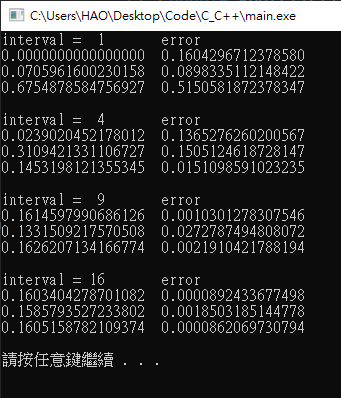 C:\Users\HAO\Desktop\Code\C_C++\main.exe
interval =  1      error
0.0000000000000000  0.1604296712378580
0.0705961600230158  0.0898335112148422
0.6754878584756927  0.5150581872378347
interval =  4      error
0.0239020452178012  0.1365276260200567
0.3109421331106727  0.1505124618728147
0.1453198121355345  0.0151098591023235
interval =  9      error
0.1614597990686126  0.0010301278307546
0.1331509217570508  0.0272787494808072
0.1626207134166774  0.0021910421788194
interval = 16      error
0.1603404278701082  0.0000892433677498
0.1585793527233802  0.0018503185144778
0.1605158782109374  0.0000862069730794
請按任意鍵繼續 . . .